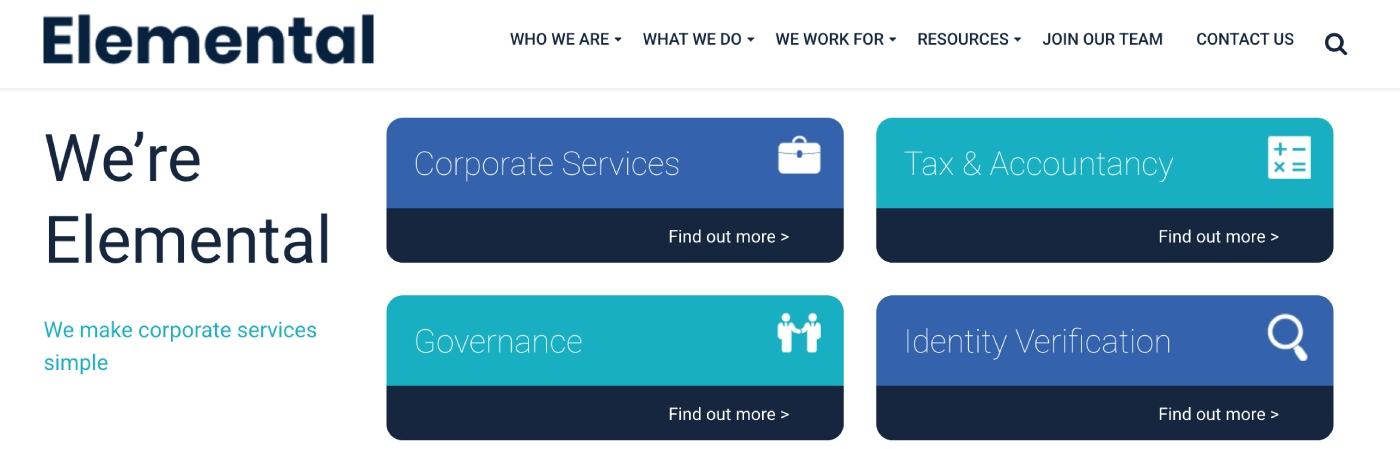 Elemental
WHO WE ARE
WHAT WE DO
WE WORK FOR
RESOURCES
JOIN OUR TEAM
CONTACT US
We’re
Elemental
We make corporate services
simple
Corporate Services
Find out more >
Tax & Accountancy
Find out more >
Governance
Find out more >
Identity Verification
Find out more >